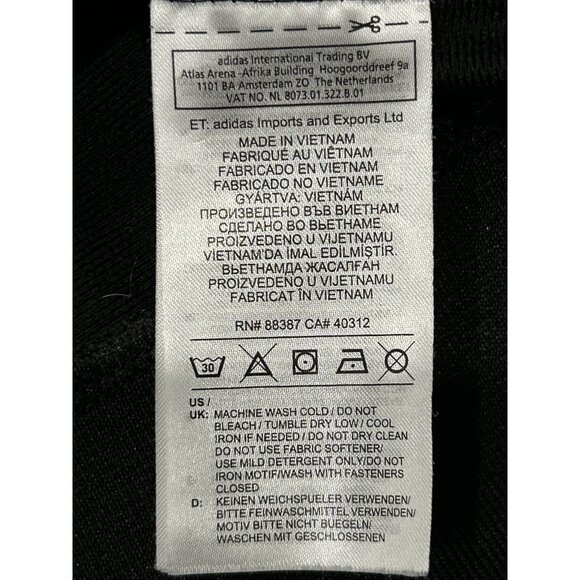 adidas International Trading BV
Atlas Arena -Afrika Building Hoogoorddreef 9a
1101 BA Amsterdam ZO The Netherlands
VAT NO. NL 8073.01.322.B.01
ET: adidas Imports and Exports Ltd
MADE IN VIETNAM
FABRIQUÉ AU VIÊTNAM
FABRICADO EN VIETNAM
FABRICADO NO VIETNAME
GYÁRTVA: VIETNÁM
ПРОИЗВЕДЕНО ВЪВ ВИЕТНАМ
СДЕЛАНО ВО ВЬЕТНАМЕ
PROIZVEDENO U VIJETNAMU
VIETNAM'DA İMAL EDİLMİŞTİR.
ВЬЕТНАМДА ЖАСАЛҒАН
PROIZVEDENO U VIJETNAMU
FABRICAT ÎN VIETNAM
RN# 88387 CA# 40312
30
US /
UK: MACHINE WASH COLD / DO NOT
BLEACH / TUMBLE DRY LOW / COOL
IRON IF NEEDED / DO NOT DRY CLEAN
DO NOT USE FABRIC SOFTENER/
USE MILD DETERGENT ONLY/DO NOT
IRON MOTIF/WASH WITH FASTENERS
CLOSED
D: KEINEN WEICHSPUELER VERWENDEN/
BITTE FEINWASCHMITTEL VERWENDEN/
MOTIV BITTE NICHT BUEGELN/
WASCHEN MIT GESCHLOSSENEN